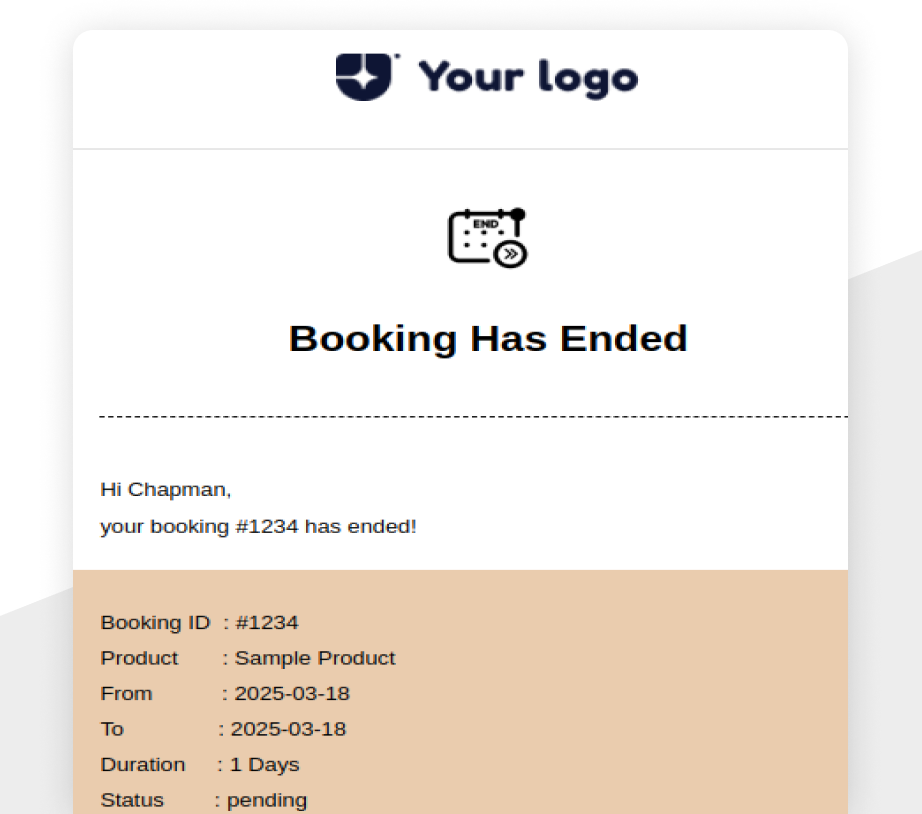 Your logo
END
Booking Has Ended
Hi Chapman,
your booking #1234 has ended!
Booking ID : #1234
Product : Sample Product
From : 2025-03-18
To : 2025-03-18
Duration : 1 Days
Status : pending